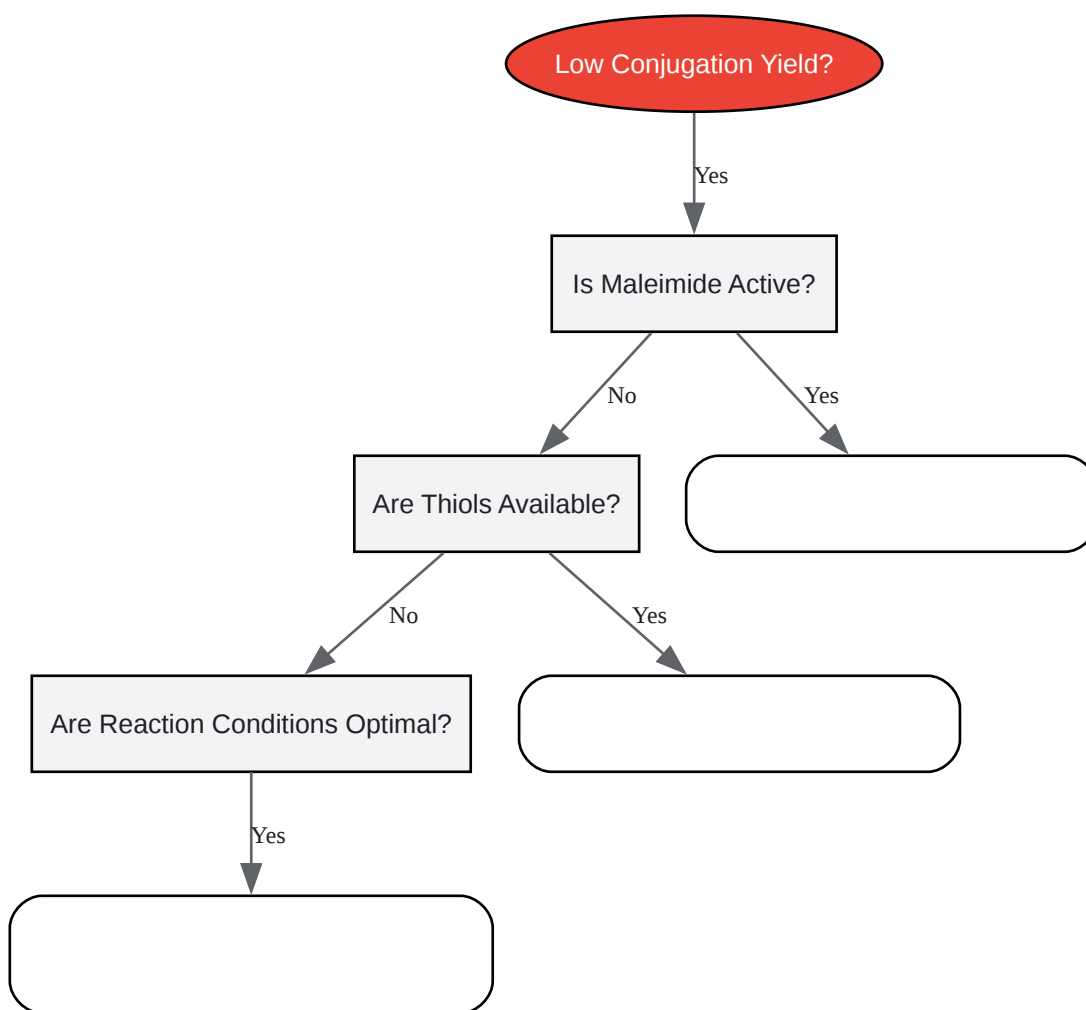 Low Conjugation Yield?
Yes
Is Maleimide Active?
No
Yes
Are Thiols Available?
No
Yes
Are Reaction Conditions Optimal?
Yes